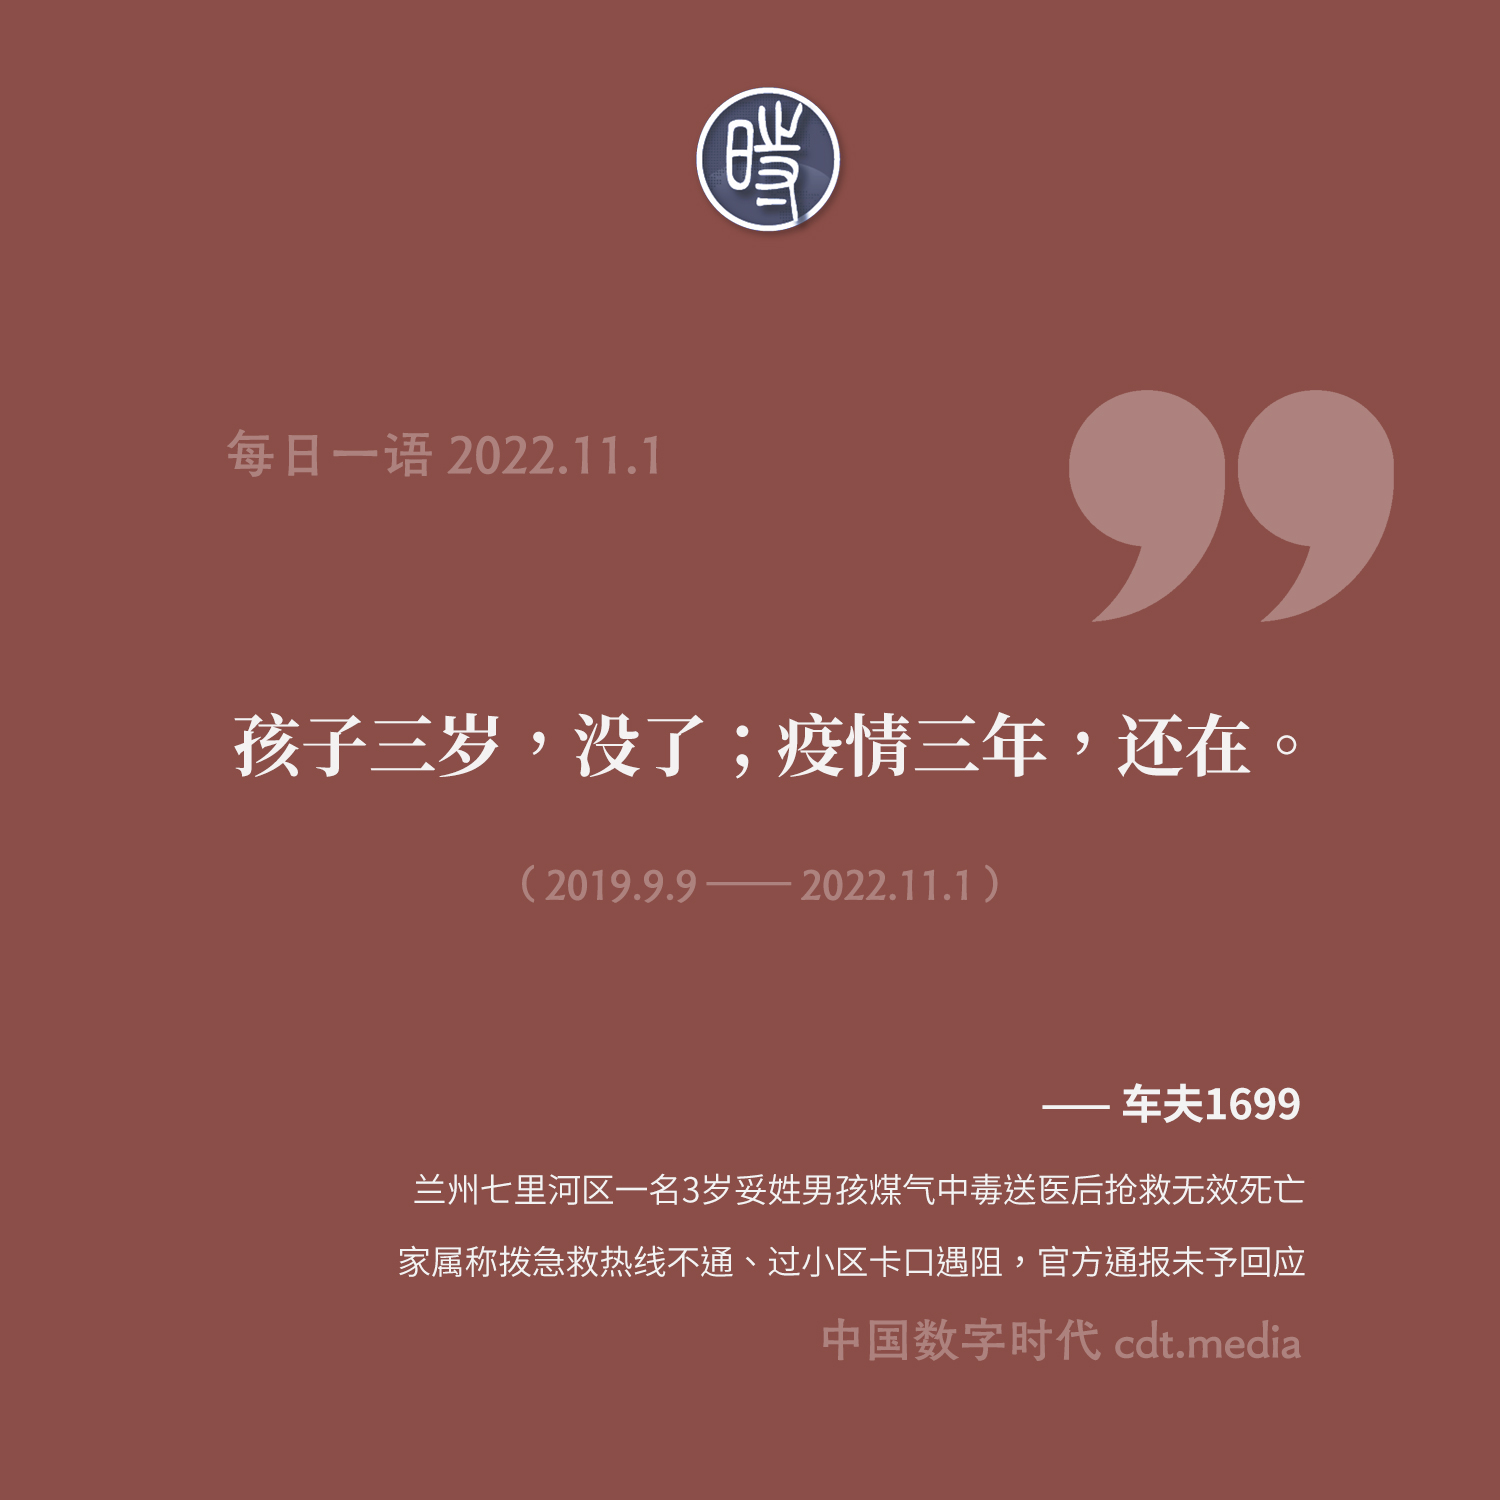 時
每日一语 2022.11.1
孩子三岁，没了；疫情三年，还在。
（2019.9.9 —— 2022.11.1）
—— 车夫1699
兰州七里河区一名3岁妥姓男孩煤气中毒送医后抢救无效死亡
家属称拨急救热线不通、过小区卡口遇阻，官方通报未予回应
中国数字时代 cdt.media